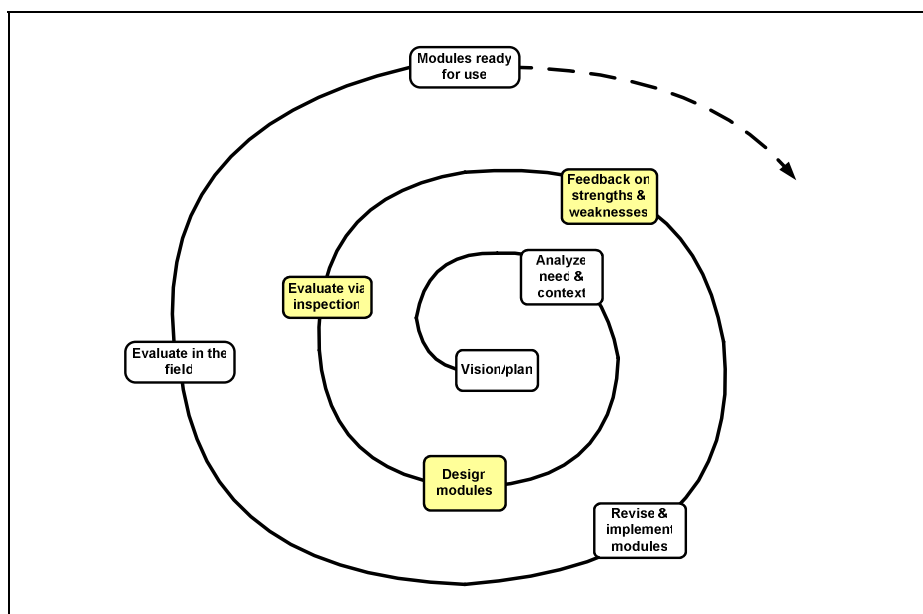 Modules ready
for use
Feedback on
strengths &
weaknesses
Analyze
need &
context
Evaluate via
inspection
Evaluate in the
field
Vision/plan
Design
modules
Revise &
implement
modules